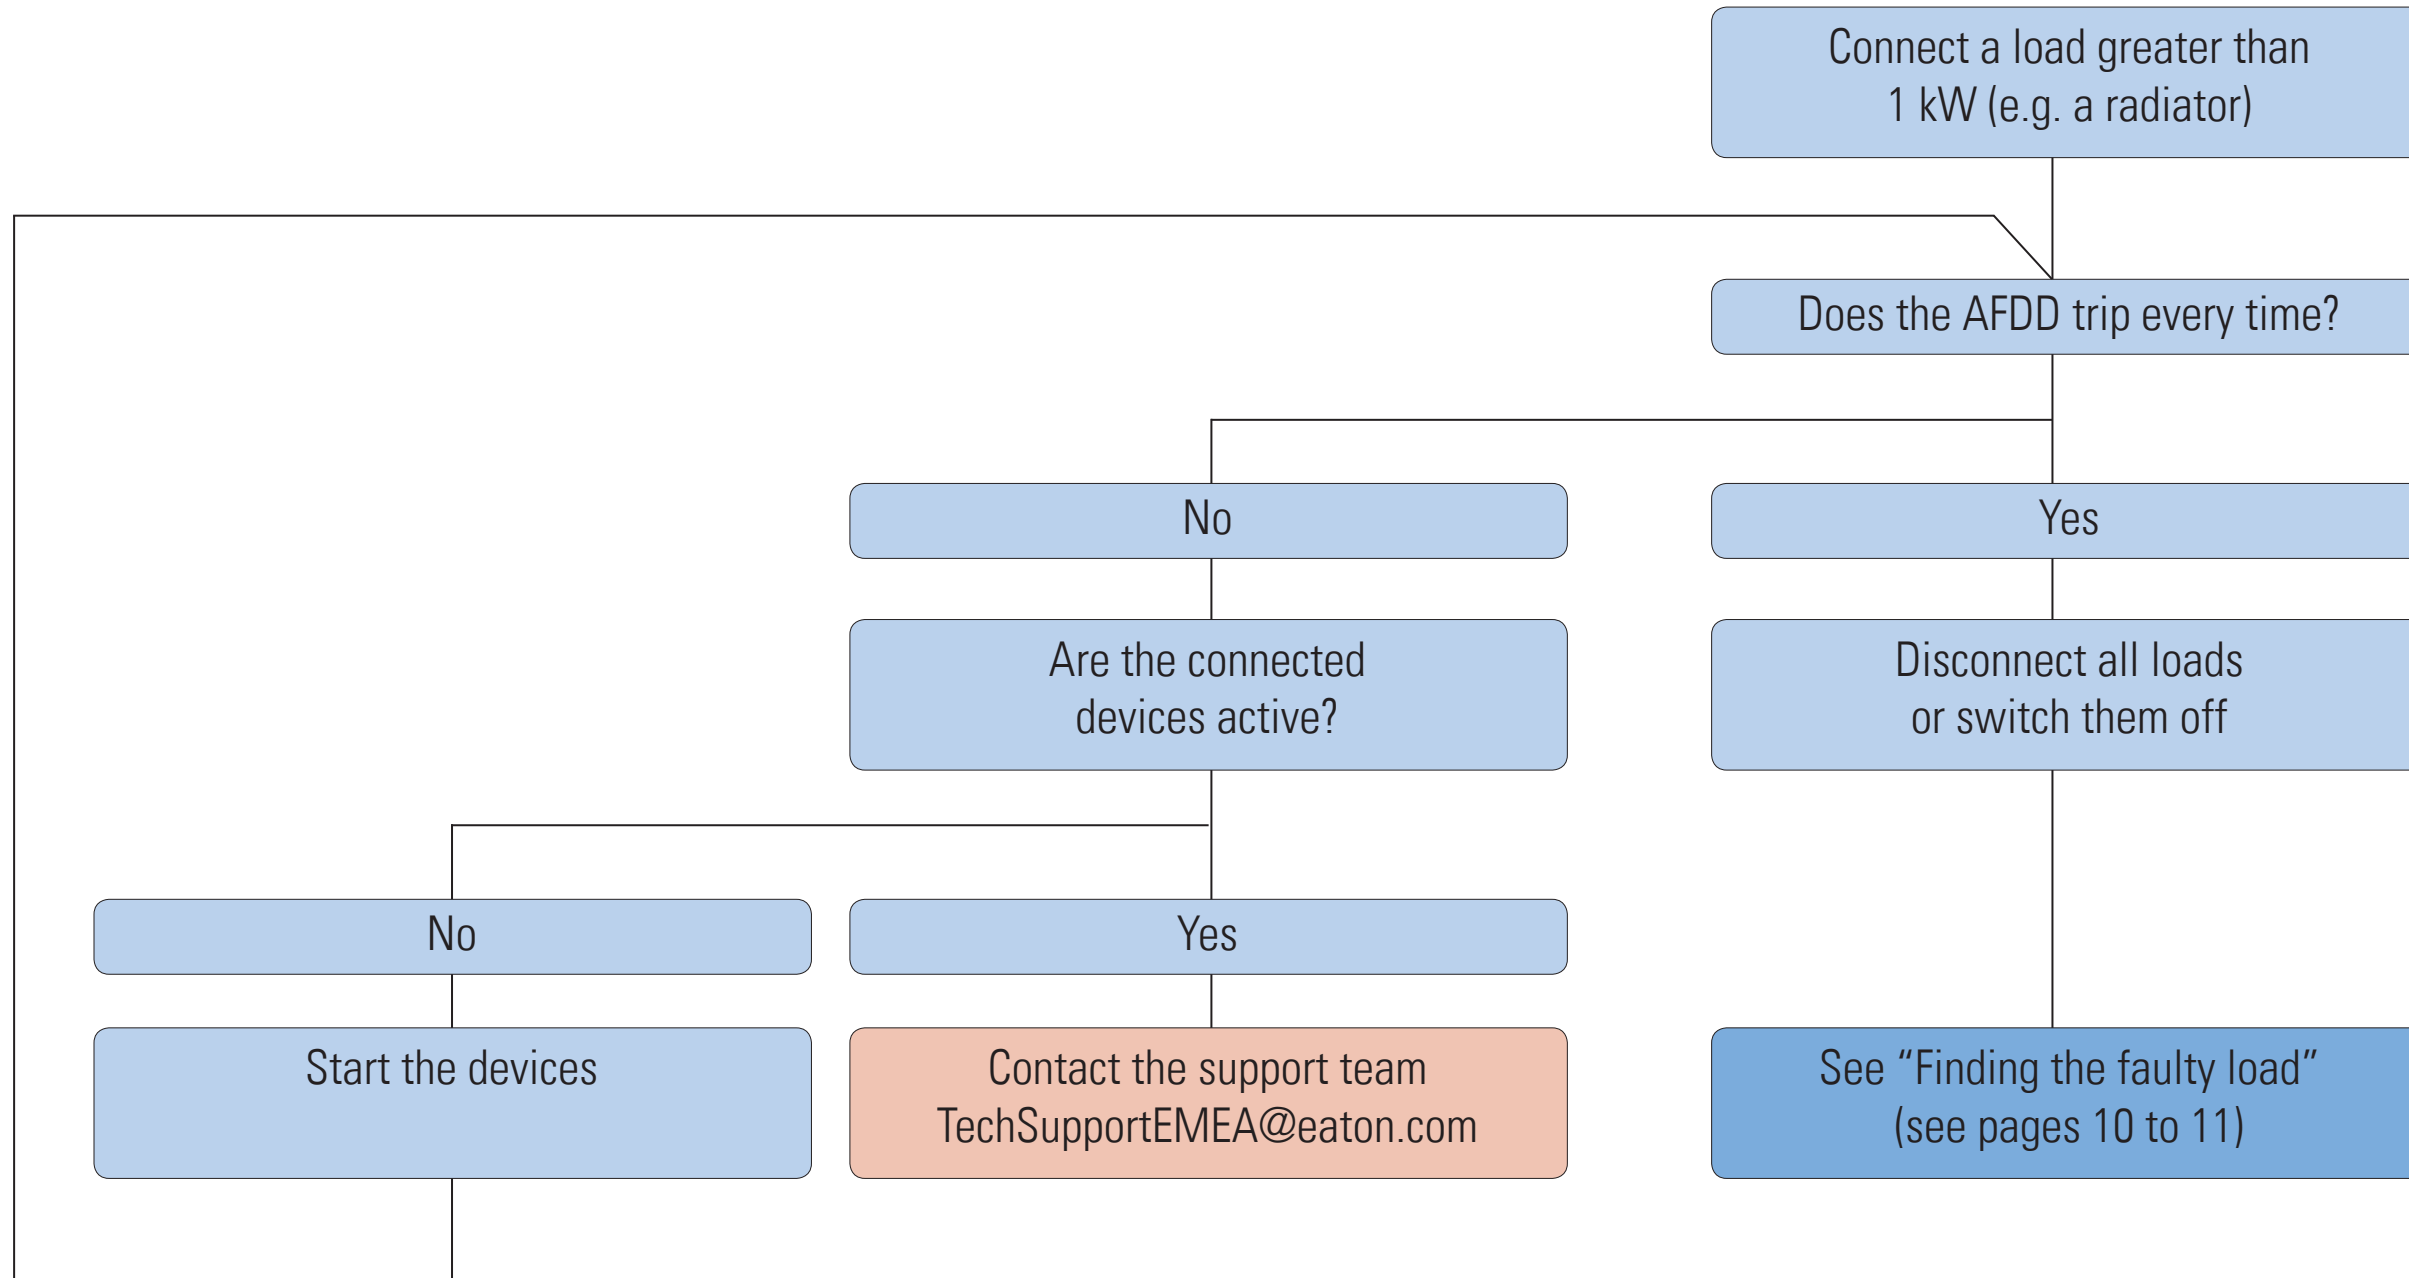 Connect a load greater than
1 kW (e.g. a radiator)
Does the AFDD trip every time?
No
Yes
Are the connected
devices active?
Disconnect all loads
or switch them off
No
Yes
Start the devices
Contact the support team
TechSupportEMEA@eaton.com
See “Finding the faulty load”
(see pages 10 to 11)